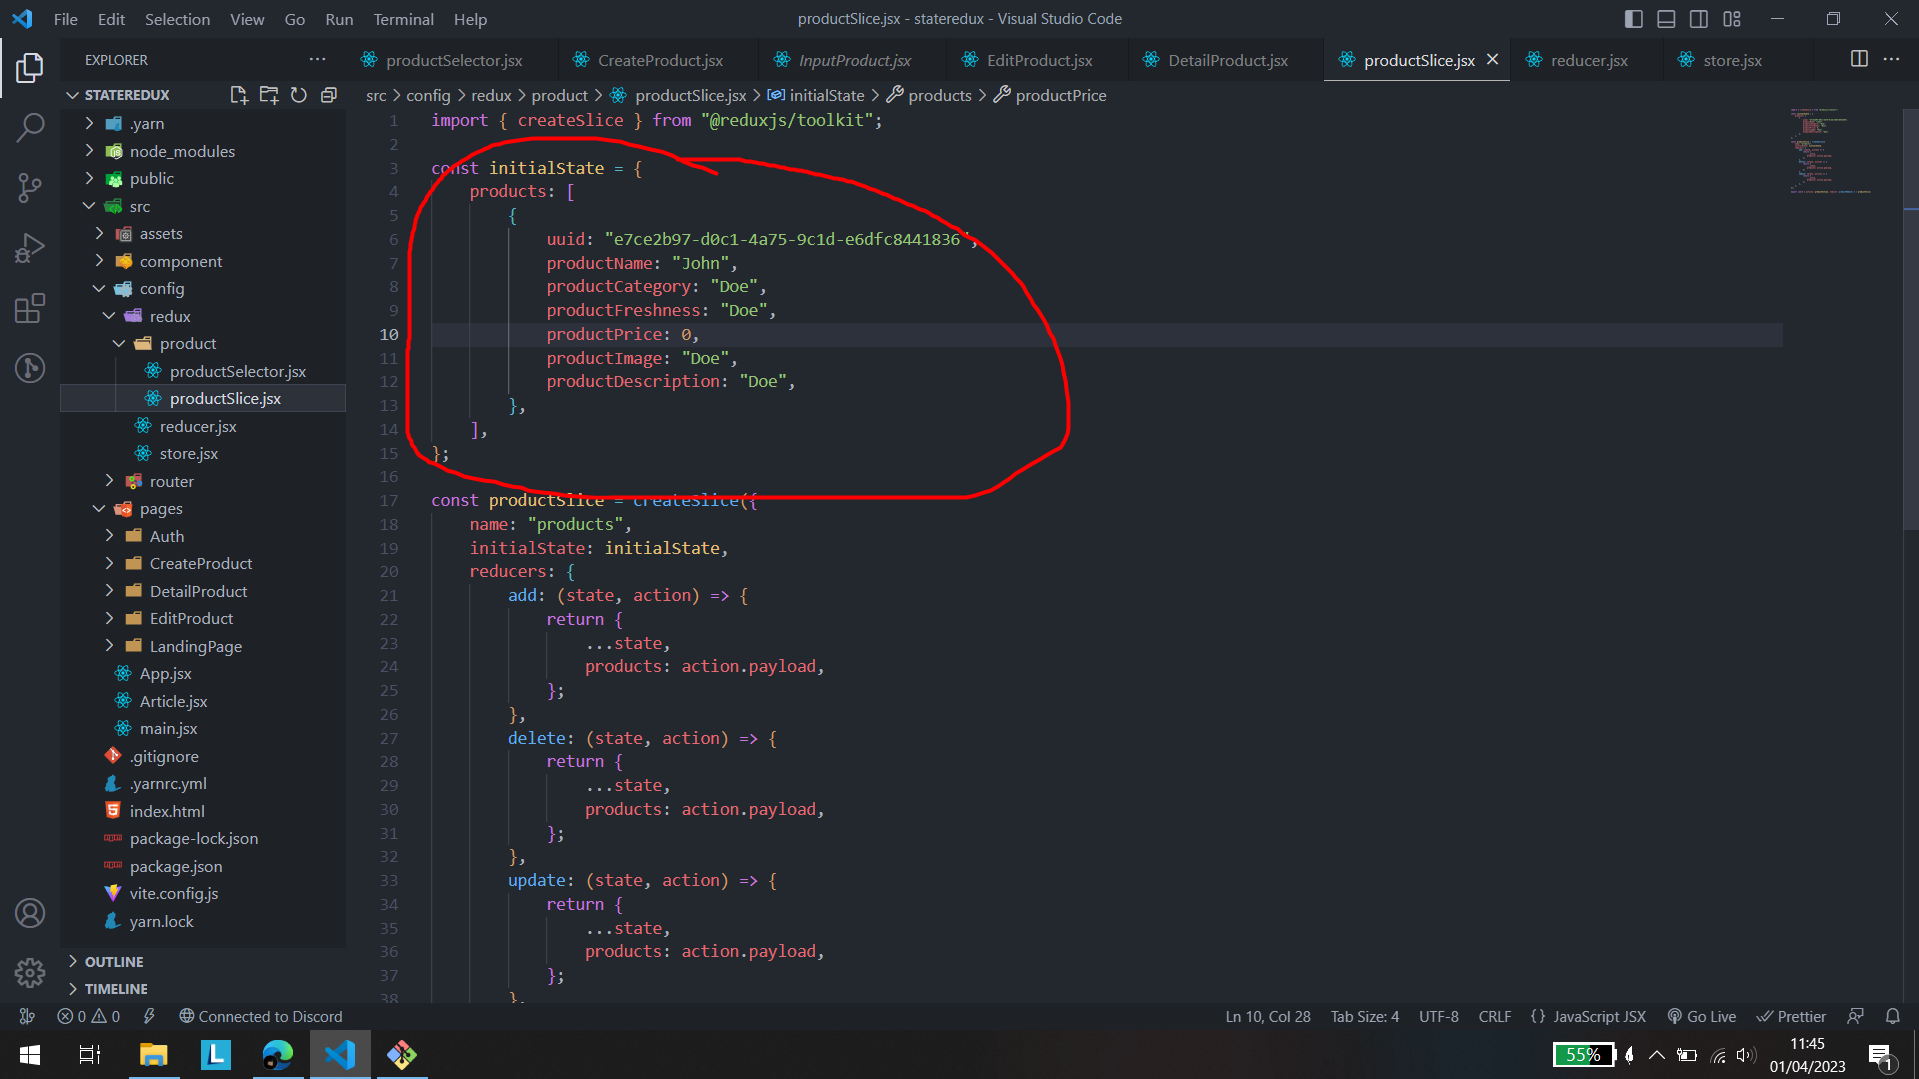 File Edit Selection View Go Run Terminal Help
productSlice.jsx - stateredux - Visual Studio Code
EXPLORER
productSelector.jsx
CreateProduct.jsx
InputProduct.jsx
EditProduct.jsx
DetailProduct.jsx
productSlice.jsx
reducer.jsx
store.jsx
STATEREDUX
.yarn
node_modules
public
src
assets
component
config
redux
product
productSelector.jsx
productSlice.jsx
reducer.jsx
store.jsx
router
pages
Auth
CreateProduct
DetailProduct
EditProduct
LandingPage
App.jsx
Article.jsx
main.jsx
.gitignore
.yarnrc.yml
index.html
package-lock.json
package.json
vite.config.js
yarn.lock
OUTLINE
TIMELINE
src > config > redux > product > productSlice.jsx > initialState > products > productPrice
1 import { createSlice } from "@reduxjs/toolkit";
2
3 const initialState = {
4 products: [
5 {
6 uuid: "e7ce2b97-d0c1-4a75-9c1d-e6dfc8441836",
7 productName: "John",
8 productCategory: "Doe",
9 productFreshness: "Doe",
10 productPrice: 0,
11 productImage: "Doe",
12 productDescription: "Doe",
13 },
14 ],
15 };
16
17 const productSlice = createSlice({
18 name: "products",
19 initialState: initialState,
20 reducers: {
21 add: (state, action) => {
22 return {
23 ...state,
24 products: action.payload,
25 };
26 },
27 delete: (state, action) => {
28 return {
29 ...state,
30 products: action.payload,
31 };
32 },
33 update: (state, action) => {
34 return {
35 ...state,
36 products: action.payload,
37 };
38 },
0 0 Connected to Discord
Ln 10, Col 28 Tab Size: 4 UTF-8 CRLF {} JavaScript JSX Go Live Prettier
L
55%
11:45
01/04/2023
1